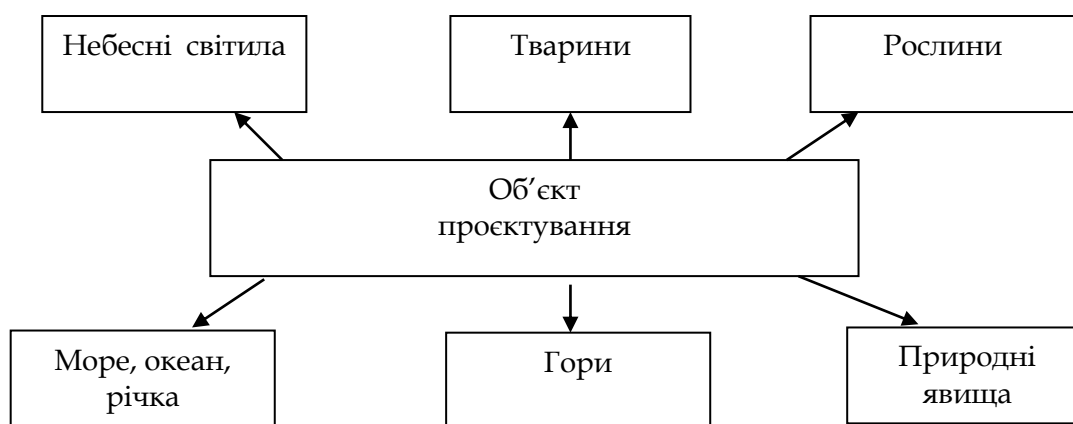 Небесні світила
Тварини
Рослини
Об’єкт
проєктування
Море, океан,
річка
Гори
Природні
явища